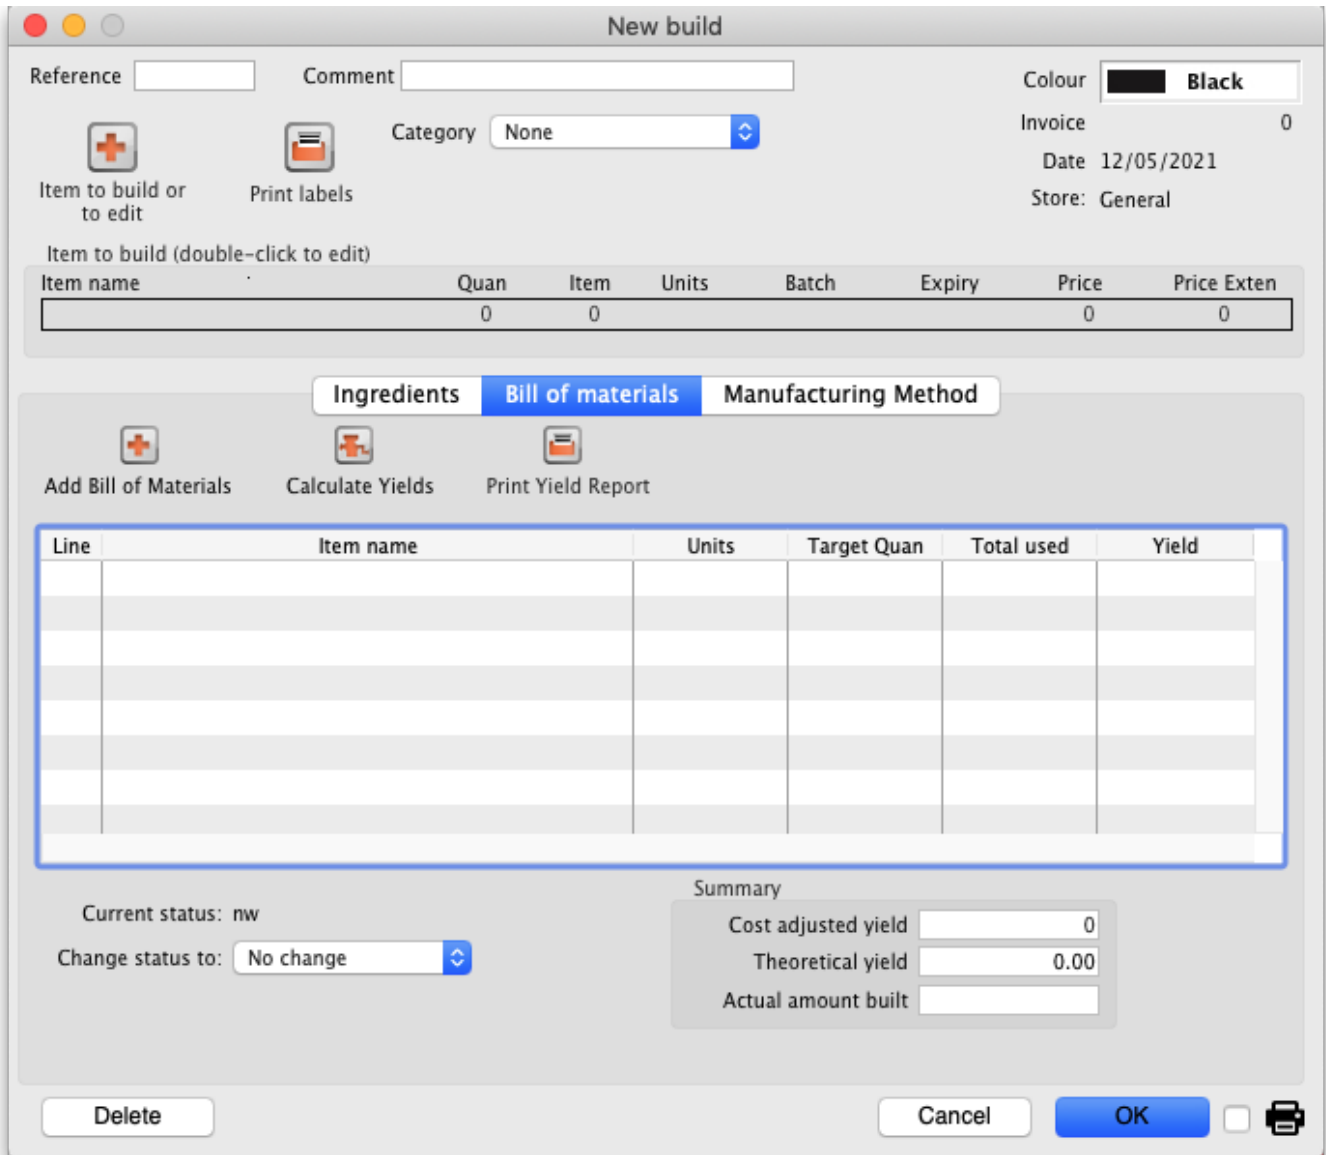 New build
Reference
Comment
Colour Black
Category None
Invoice 0
Date 12/05/2021
Item to build or
to edit
Print labels
Store: General
Item to build (double-click to edit)
Item name Quan Item Units Batch Expiry Price Price Exten
0 0 0 0
Ingredients Bill of materials Manufacturing Method
Add Bill of Materials Calculate Yields Print Yield Report
Line Item name Units Target Quan Total used Yield
Summary
Current status: nw
Cost adjusted yield 0
Change status to: No change
Theoretical yield 0.00
Actual amount built
Delete Cancel OK